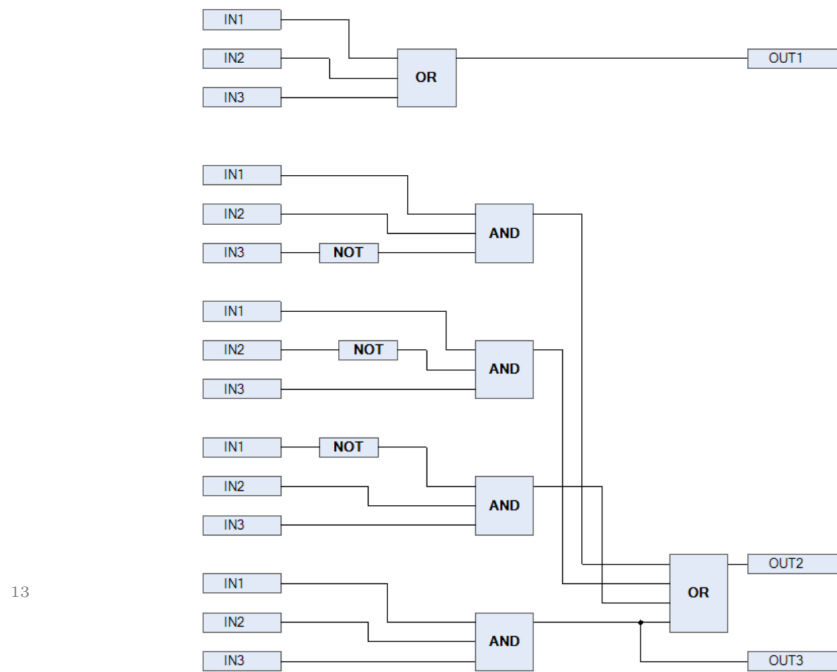 IN1
IN2
OR
OUT1
IN3
IN1
IN2
AND
IN3
NOT
IN1
IN2
NOT
AND
IN3
IN1
NOT
IN2
AND
IN3
OUT2
IN1
OR
13
IN2
AND
IN3
OUT3